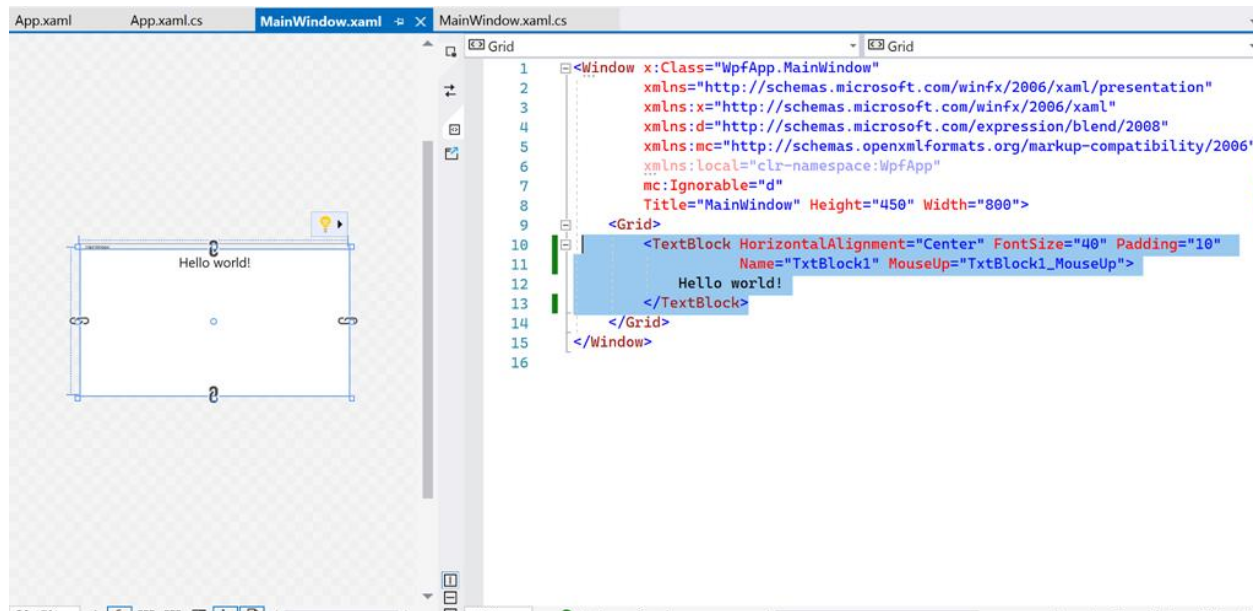 App.xaml App.xaml.cs MainWindow.xaml MainWindow.xaml.cs
Grid Grid
Hello world!
1 <Window x:Class="WpfApp.MainWindow"
2 xmlns="http://schemas.microsoft.com/winfx/2006/xaml/presentation"
3 xmlns:x="http://schemas.microsoft.com/winfx/2006/xaml"
4 xmlns:d="http://schemas.microsoft.com/expression/blend/2008"
5 xmlns:mc="http://schemas.openxmlformats.org/markup-compatibility/2006"
6 xmlns:local="clr-namespace:WpfApp"
7 mc:Ignorable="d"
8 Title="MainWindow" Height="450" Width="800">
9 <Grid>
10 <TextBlock HorizontalAlignment="Center" FontSize="40" Padding="10"
11 Name="TxtBlock1" MouseUp="TxtBlock1_MouseUp">
12 Hello world!
13 </TextBlock>
14 </Grid>
15 </Window>
16